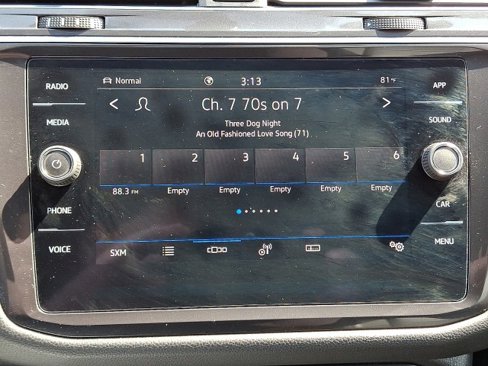 RADIO
MEDIA
PHONE
VOICE
Normal
3:13
81°F
Ch. 7 70s on 7
Three Dog Night
An Old Fashioned Love Song (71)
1 2 3 4 5 6
88.3 FM Empty Empty Empty Empty Empty
SXM
APP
SOUND
CAR
MENU